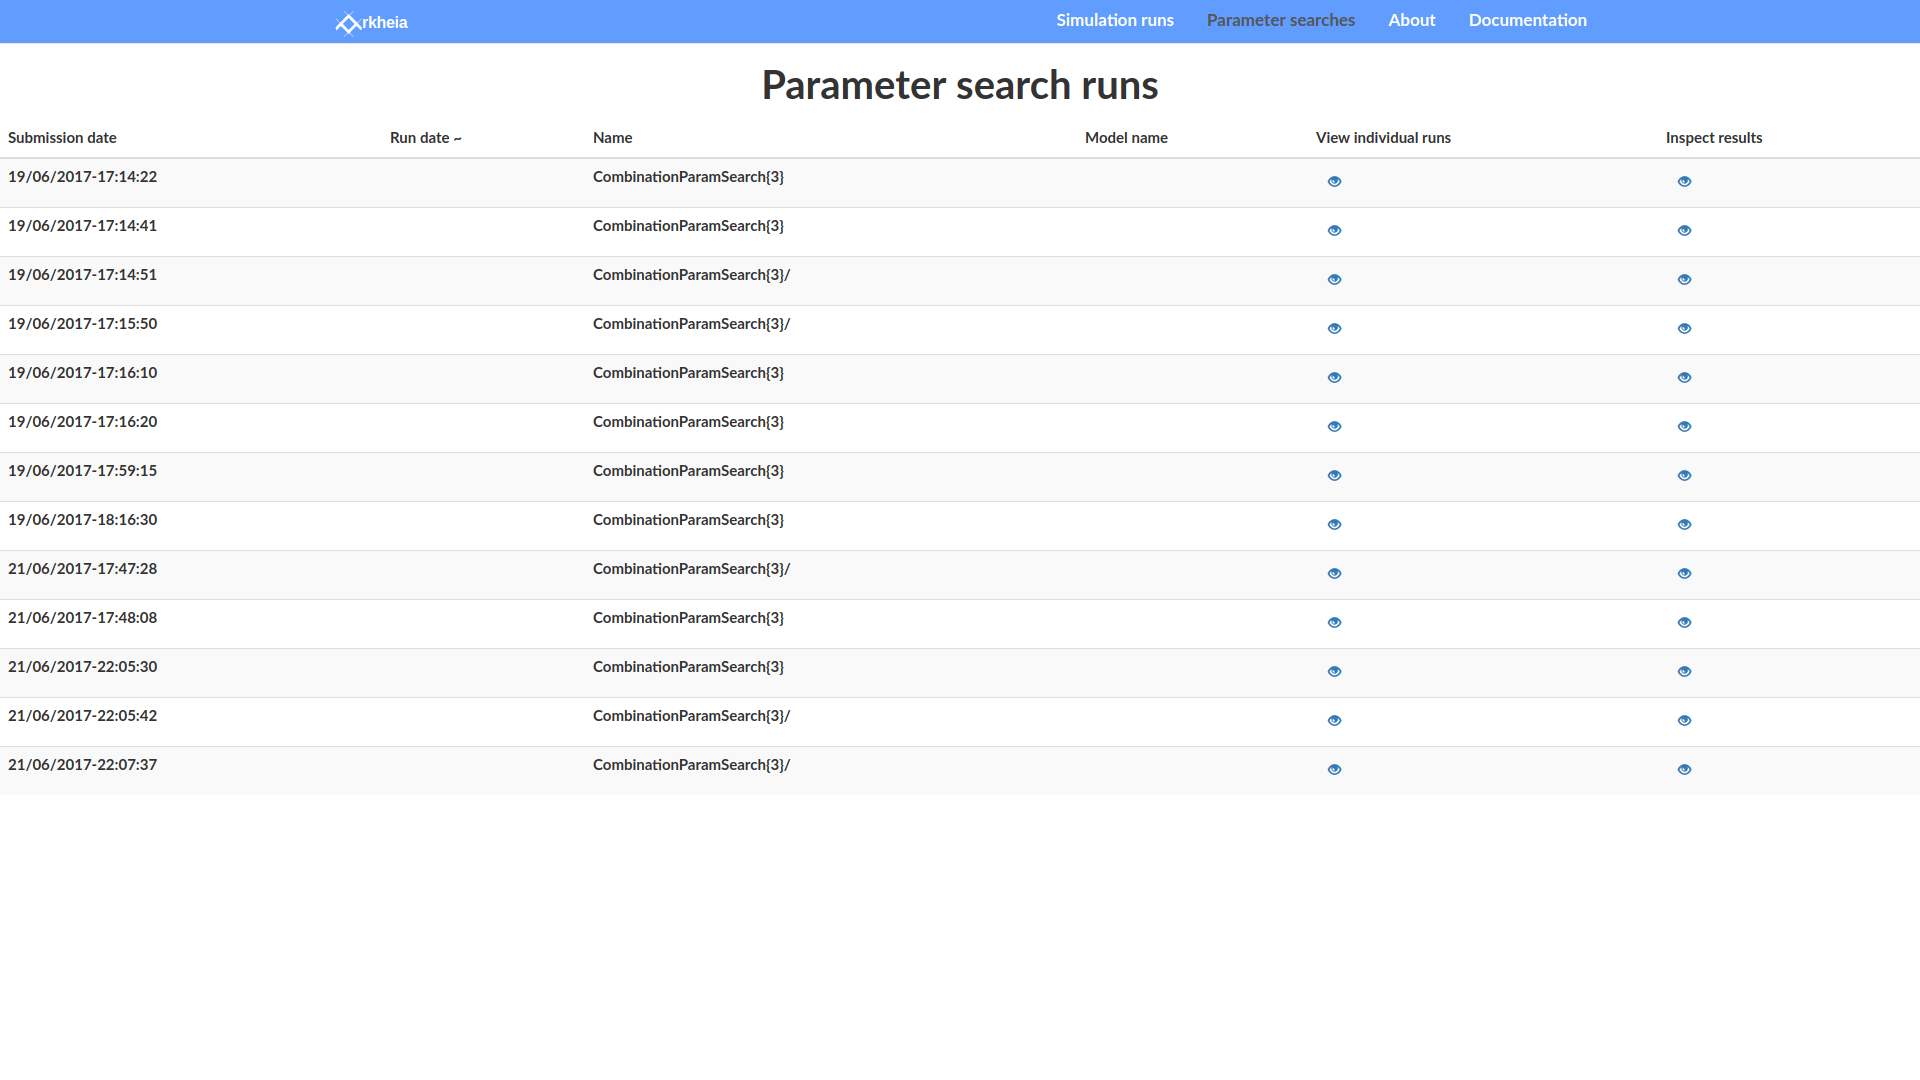 rkheia Simulation runs Parameter searches About Documentation
Parameter search runs
Submission date Run date ~ Name Model name View individual runs Inspect results
19/06/2017-17:14:22 CombinationParamSearch{3}
19/06/2017-17:14:41 CombinationParamSearch{3}
19/06/2017-17:14:51 CombinationParamSearch{3}/
19/06/2017-17:15:50 CombinationParamSearch{3}/
19/06/2017-17:16:10 CombinationParamSearch{3}
19/06/2017-17:16:20 CombinationParamSearch{3}
19/06/2017-17:59:15 CombinationParamSearch{3}
19/06/2017-18:16:30 CombinationParamSearch{3}
21/06/2017-17:47:28 CombinationParamSearch{3}/
21/06/2017-17:48:08 CombinationParamSearch{3}
21/06/2017-22:05:30 CombinationParamSearch{3}
21/06/2017-22:05:42 CombinationParamSearch{3}/
21/06/2017-22:07:37 CombinationParamSearch{3}/